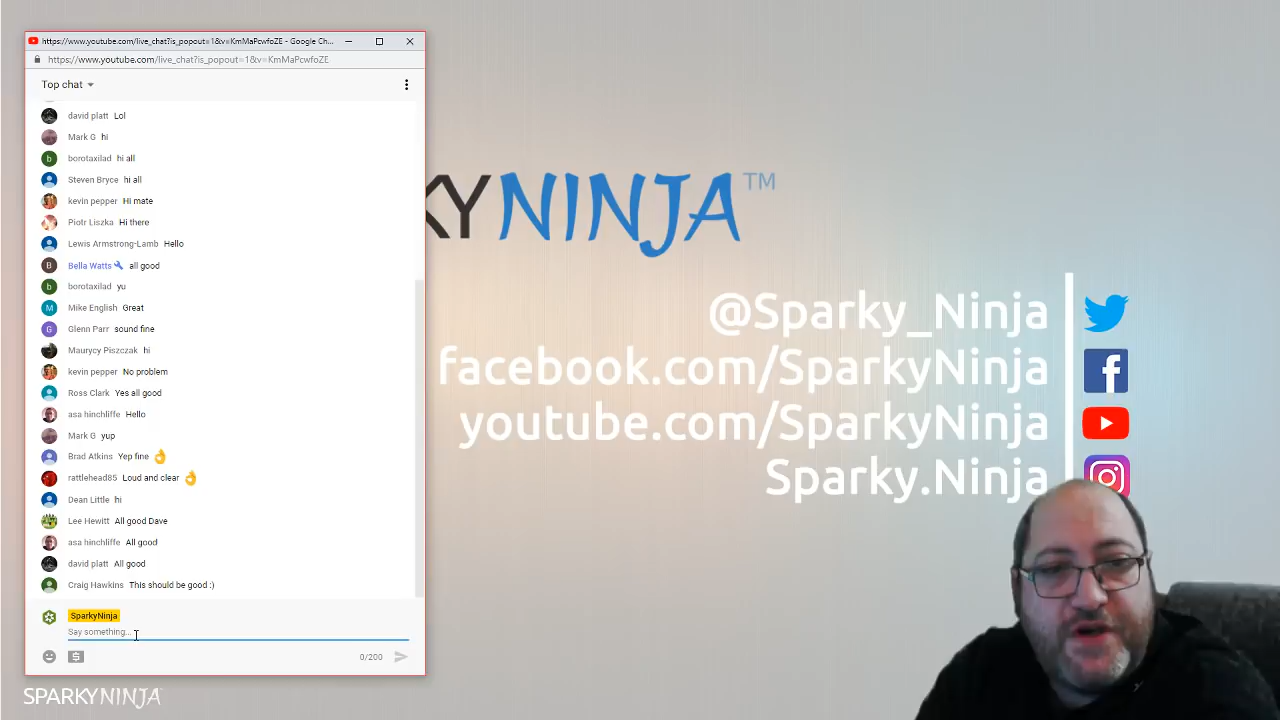 https://www.youtube.com/live_chat?is_popout=1&v=KmMaPcwfoZE - Google Ch...
https://www.youtube.com/live_chat?is_popout=1&v=KmMaPcwfoZE
Top chat
david platt Lol
Mark G hi
borotaxilad hi all
Steven Bryce hi all
kevin pepper Hi mate
Piotr Liszka Hi there
Lewis Armstrong-Lamb Hello
Bella Watts all good
borotaxilad yu
Mike English Great
Glenn Parr sound fine
Maurycy Piszczak hi
kevin pepper No problem
Ross Clark Yes all good
asa hinchliffe Hello
Mark G yup
Brad Atkins Yep fine 👌
rattlehead85 Loud and clear 👌
Dean Little hi
Lee Hewitt All good Dave
asa hinchliffe All good
david platt All good
Craig Hawkins This should be good :)
SparkyNinja
Say something...
0/200
KY NINJA™
@Sparky_Ninja
facebook.com/SparkyNinja
youtube.com/SparkyNinja
Sparky.Ninja
SPARKYNINJA